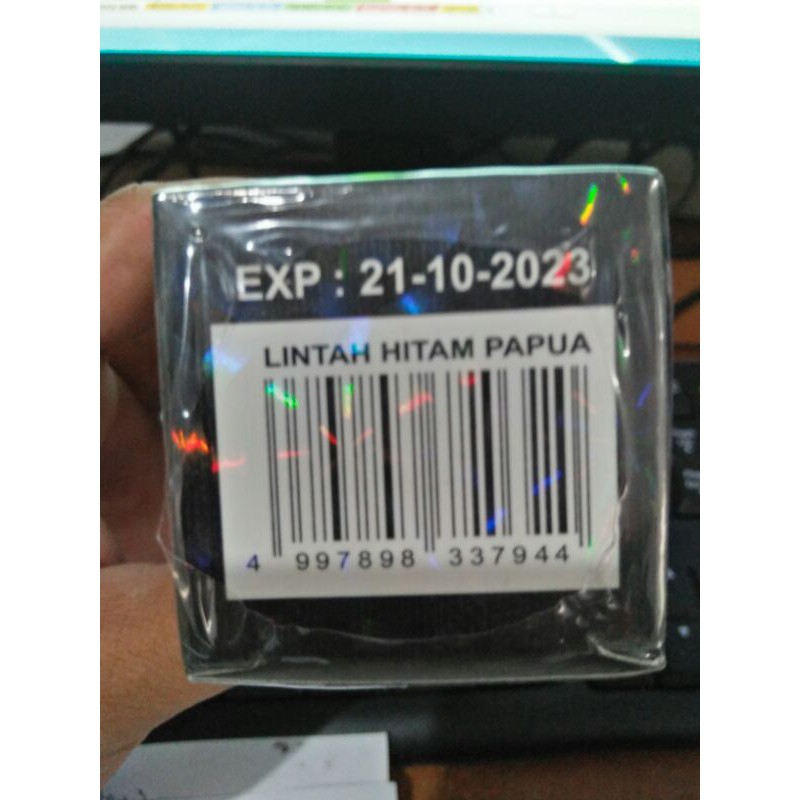 EXP : 21-10-2023
LINTAH HITAM PAPUA
4 997898 337944